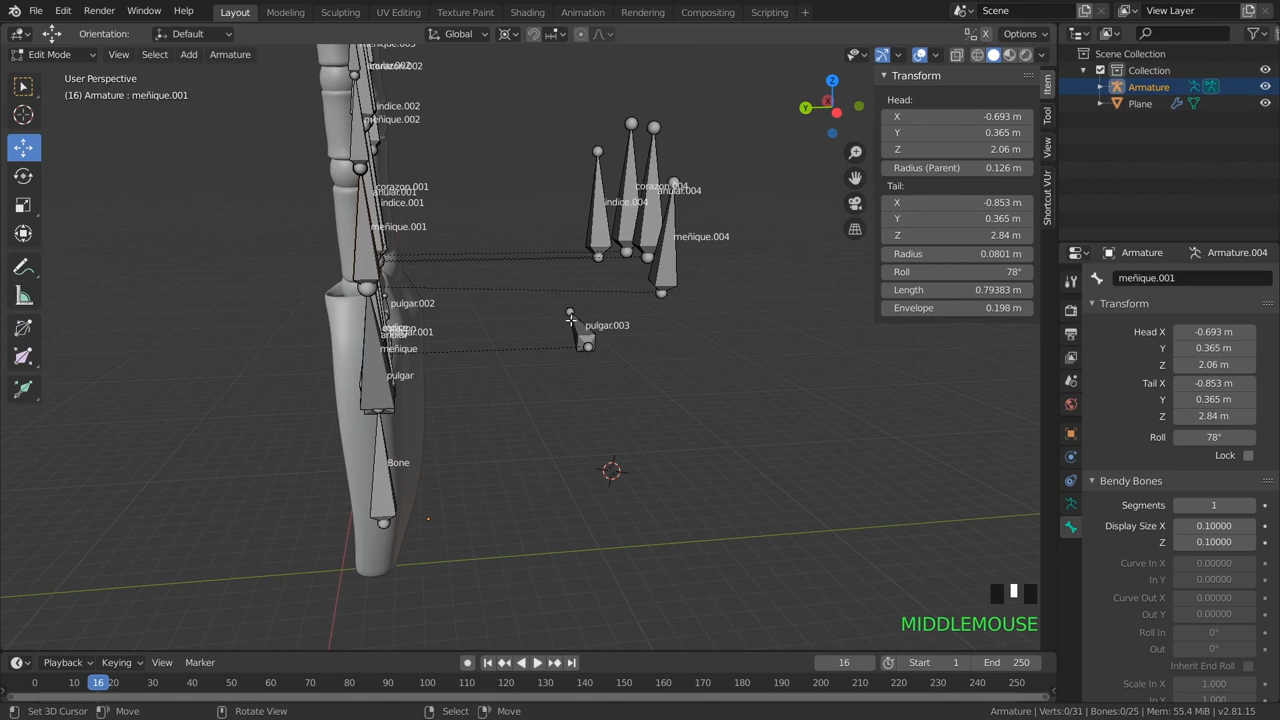 File Edit Render Window Help Layout Modeling Sculpting UV Editing Texture Paint Shading Animation Rendering Compositing Scripting + Scene View Layer
Orientation: Default Global Options
Edit Mode View Select Add Armature
User Perspective
(16) Armature : meñique.001
indice.002
meñique.002
corazon.001
indice.001
meñique.001
pulgar.002
meñique
pulgar
Bone
corazon.004
anular.004
indice.004
meñique.004
pulgar.003
X
Y
Z
Transform
Head:
X -0.693 m
Y 0.365 m
Z 2.06 m
Radius (Parent) 0.126 m
Tail:
X -0.853 m
Y 0.365 m
Z 2.84 m
Radius 0.0801 m
Roll 78°
Length 0.79383 m
Envelope 0.198 m
Item
Tool
View
Shortcut VUr
Scene Collection
Collection
Armature
Plane
Armature Armature.004
meñique.001
Transform
Head X -0.693 m
Y 0.365 m
Z 2.06 m
Tail X -0.853 m
Y 0.365 m
Z 2.84 m
Roll 78°
Lock
Bendy Bones
Segments 1
Display Size X 0.10000
Z 0.10000
Curve In X 0.00000
In Y 0.00000
Curve Out X 0.00000
Out Y 0.00000
Roll In 0°
Out 0°
Inherit End Roll
Scale In X 1.000
MIDDLEMOUSE
Playback Keying View Marker 16 Start 1 End 250
0 10 16 20 30 40 50 60 70 80 90 100 110 120 130 140 150 160 170 180 190 200 210 220 230 240 250
Set 3D Cursor Move Rotate View Select Move Armature | Verts:0/31 | Bones:0/25 | Mem: 55.4 MiB | v2.81.15